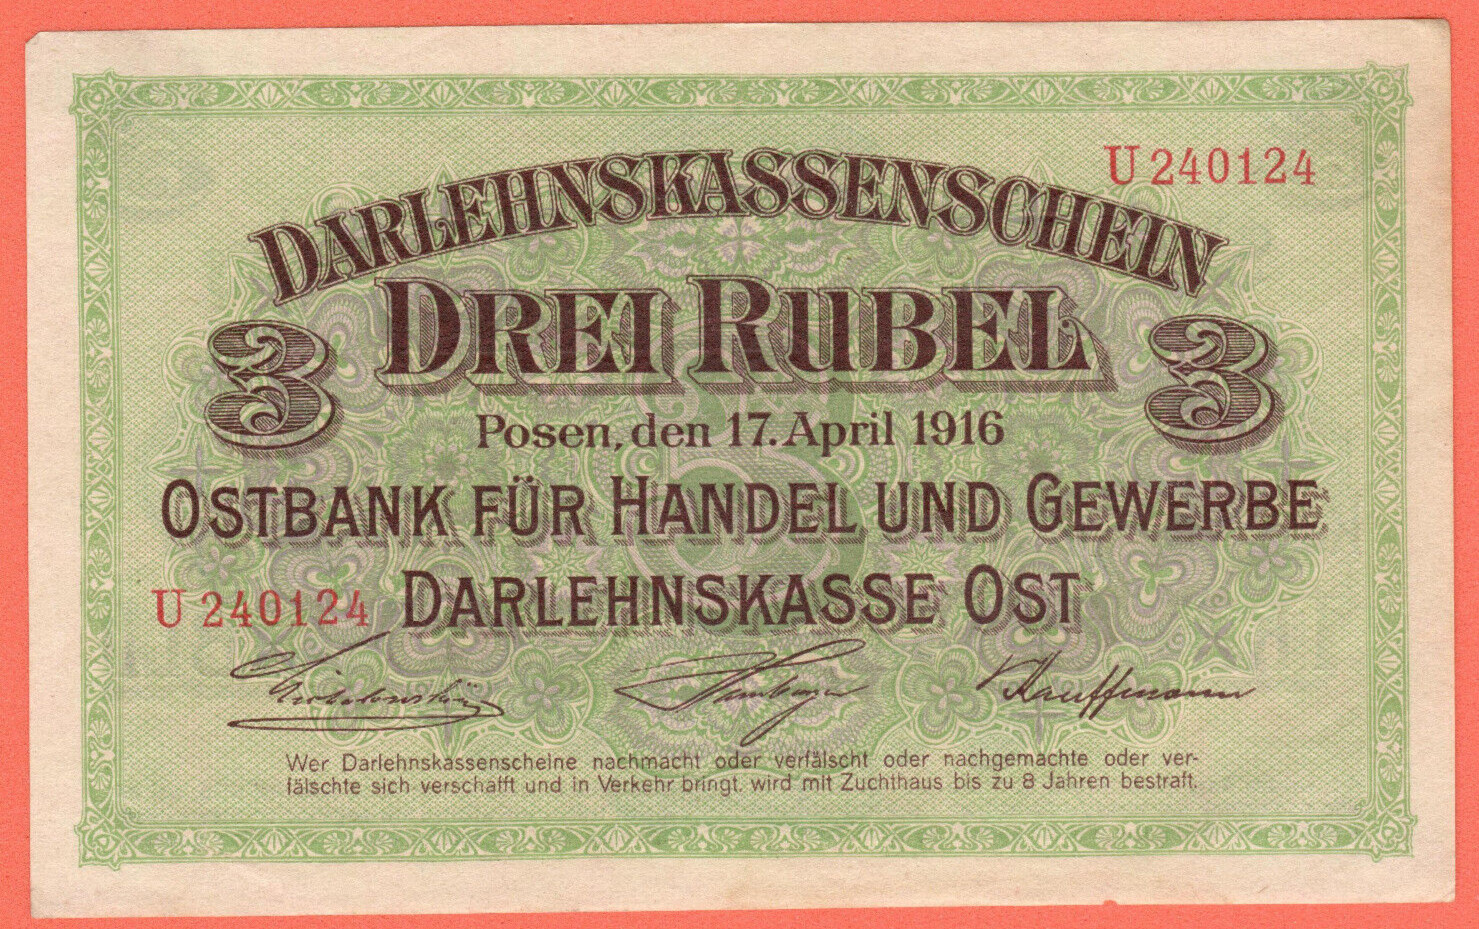 U 240124
DARLEHNSKASSENSCHEIN
DREI RUBEL
3 3
Posen, den 17. April 1916
OSTBANK FÜR HANDEL UND GEWERBE
U 240124 DARLEHNSKASSE OST
Kauffmann
Wer Darlehnskassenscheine nachmacht oder verfälscht oder nachgemachte oder ver-
fälschte sich verschafft und in Verkehr bringt, wird mit Zuchthaus bis zu 8 Jahren bestraft.